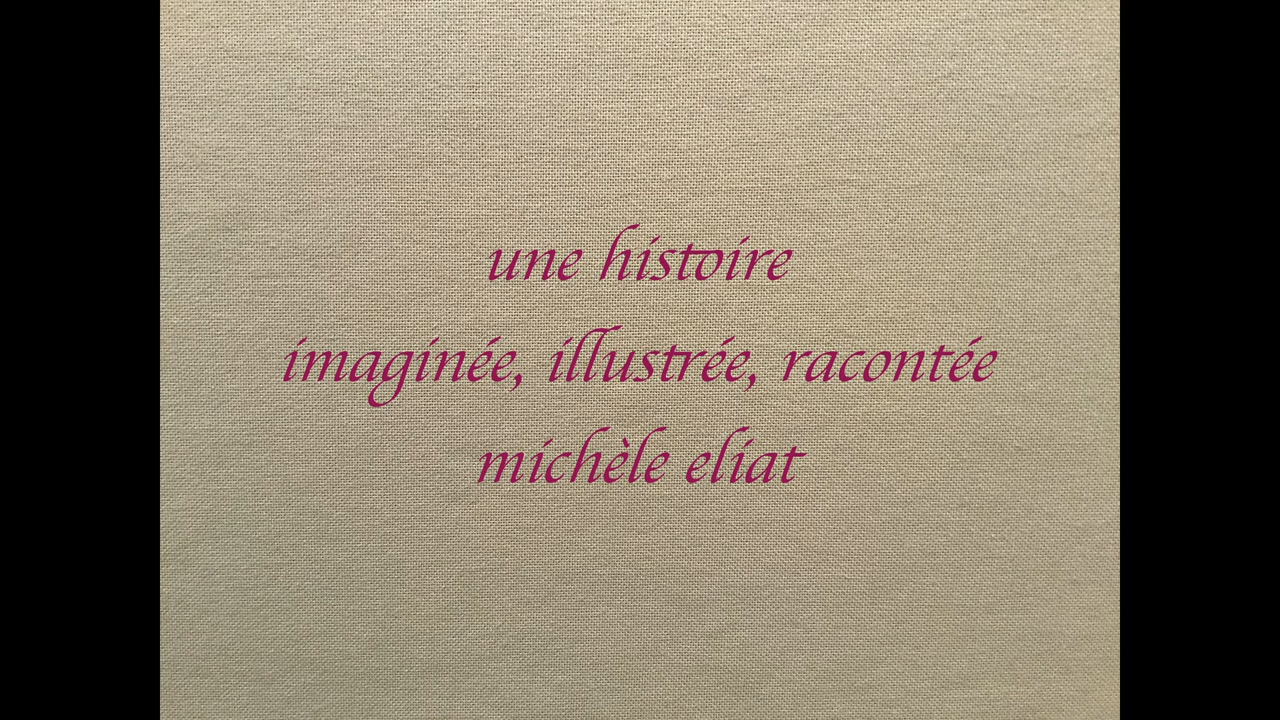 une histoire
imaginée, illustrée, racontée
michèle eliat